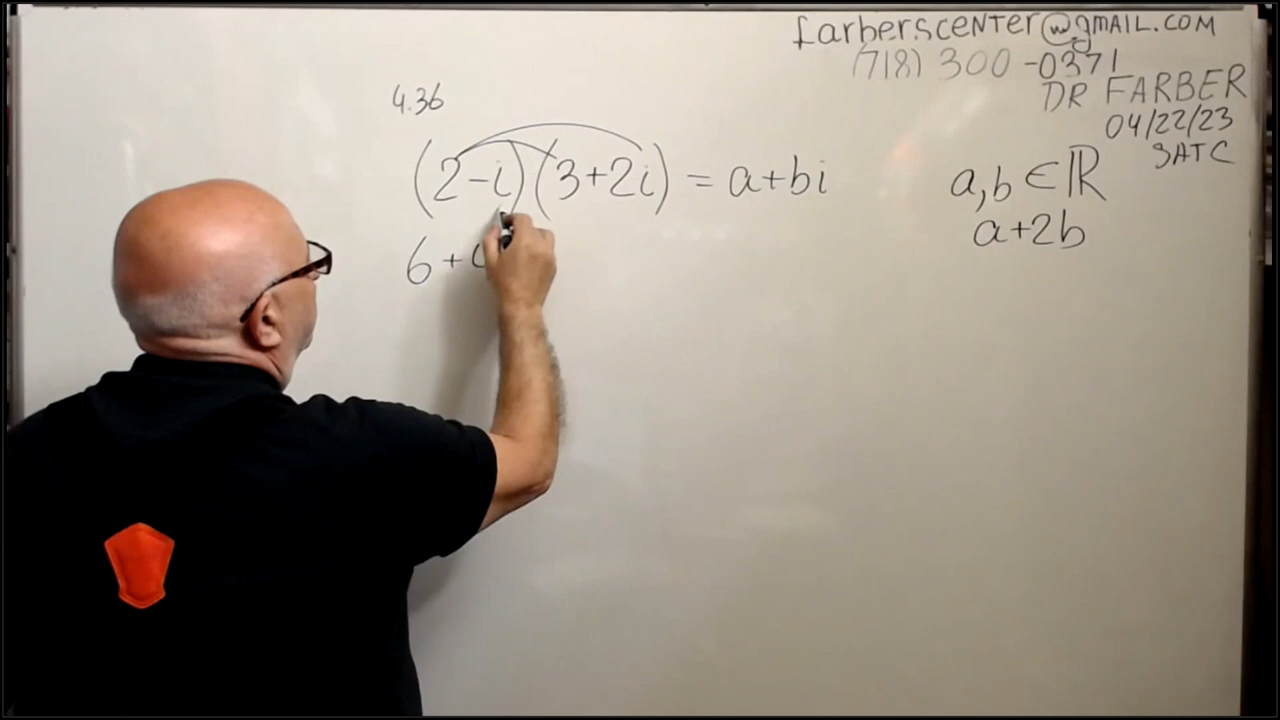 farberscenter@gmail.com
(718) 300-0371
DR FARBER
04/22/23
SATC
4.36
(2-i)(3+2i) = a+bi
a,b ∈ ℝ
a+2b
6+